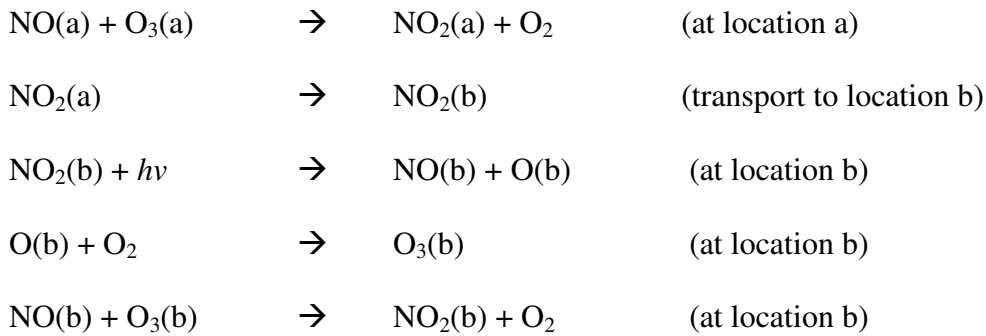 NO(a) + O₃(a) → NO₂(a) + O₂ (at location a)
NO₂(a) → NO₂(b) (transport to location b)
NO₂(b) + hν → NO(b) + O(b) (at location b)
O(b) + O₂ → O₃(b) (at location b)
NO(b) + O₃(b) → NO₂(b) + O₂ (at location b)